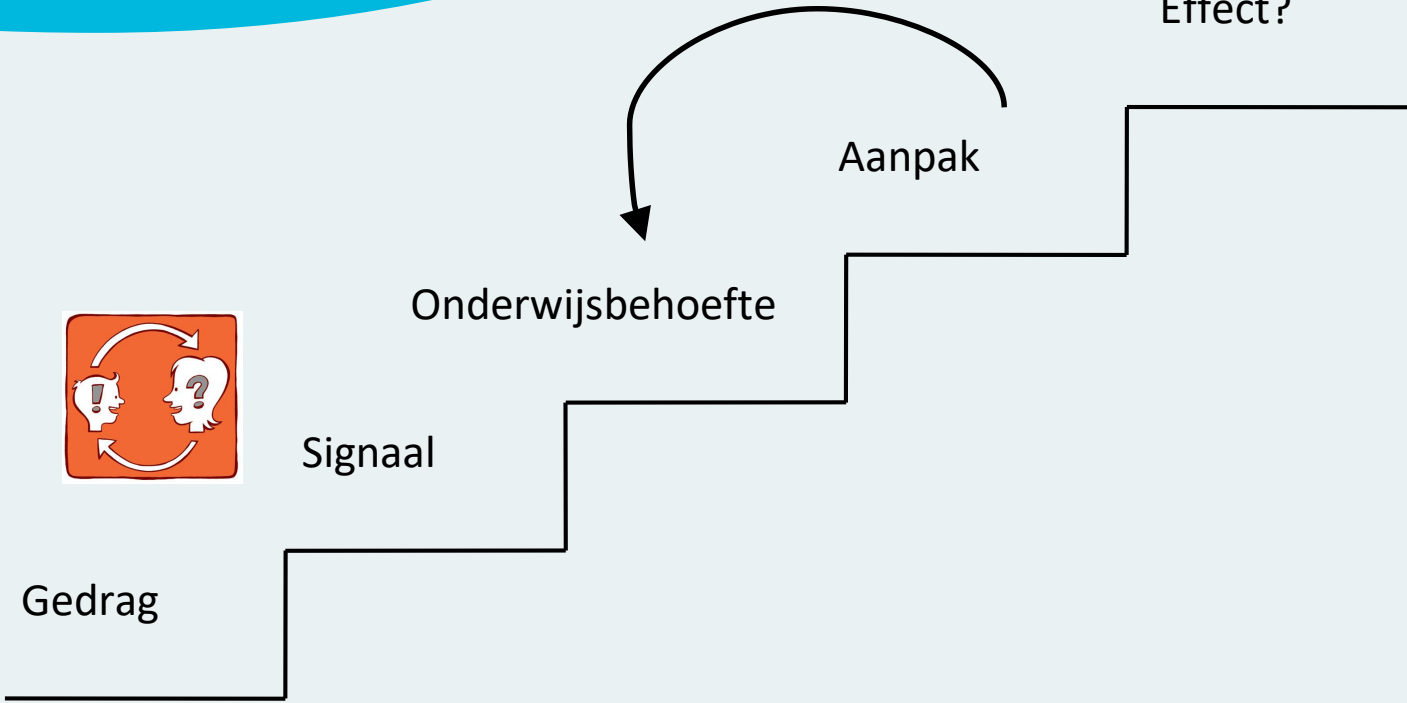 Effect?
Aanpak
Onderwijsbehoefte
! ?
Signaal
Gedrag